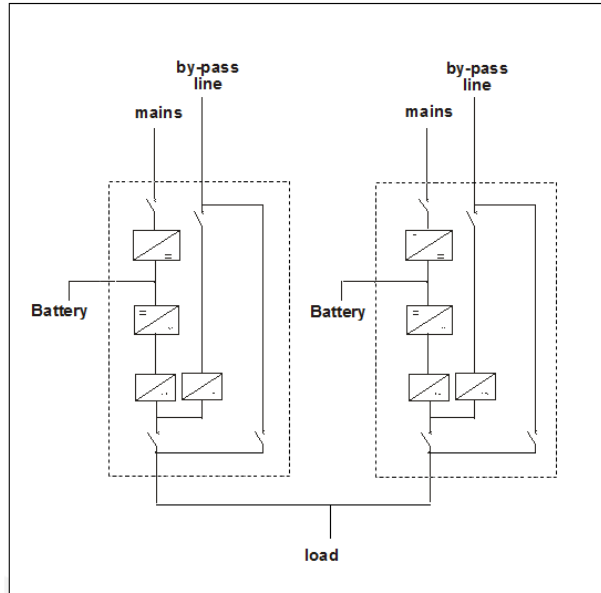 by-pass
line
mains
by-pass
line
mains
Battery
Battery
load